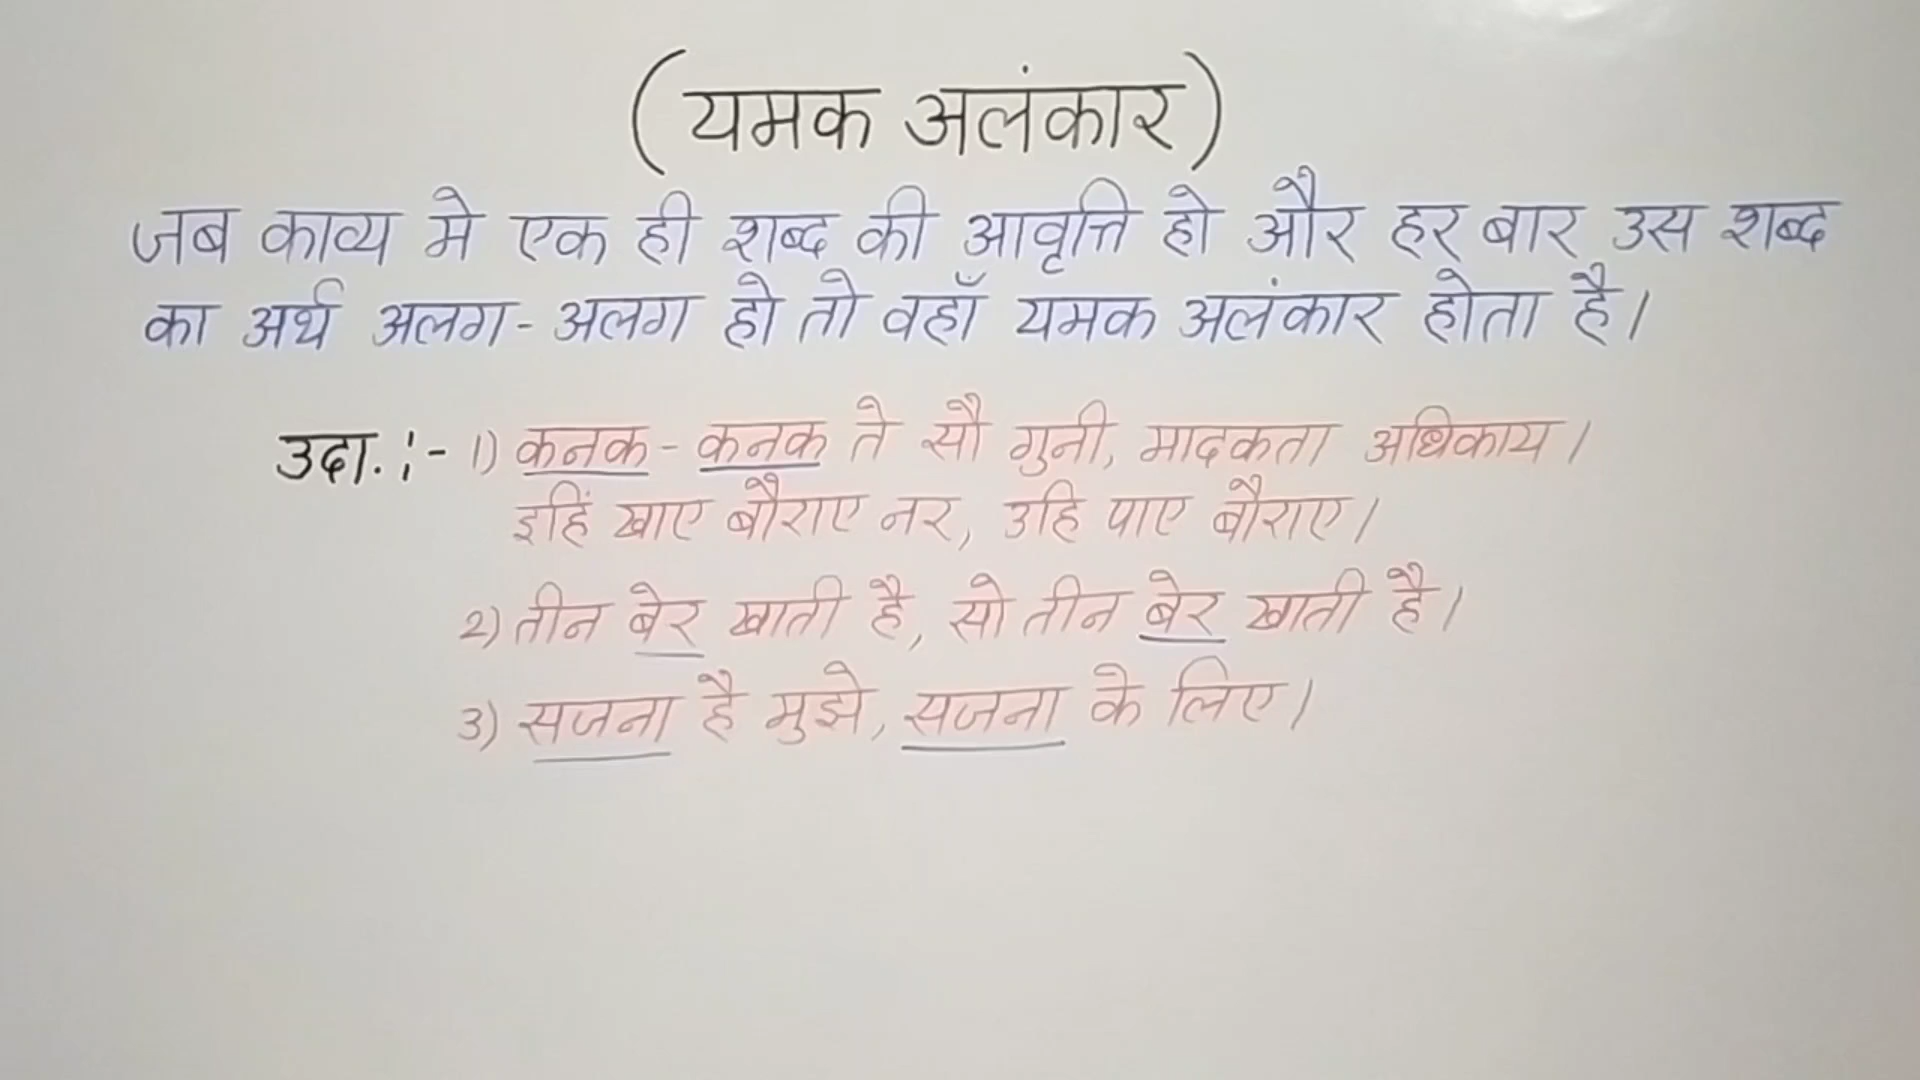 (यमक अलंकार)
जब काव्य मे एक ही शब्द की आवृत्ति हो और हर बार उस शब्द
का अर्थ अलग-अलग हो तो वहाँ यमक अलंकार होता है।
उदा.:- 1) कनक-कनक ते सौ गुनी, मादकता अधिकाय।
इहिं खाए बौराए नर, उहि पाए बौराए।
2) तीन बेर खाती है, सो तीन बेर खाती है।
3) सजना है मुझे, सजना के लिए।